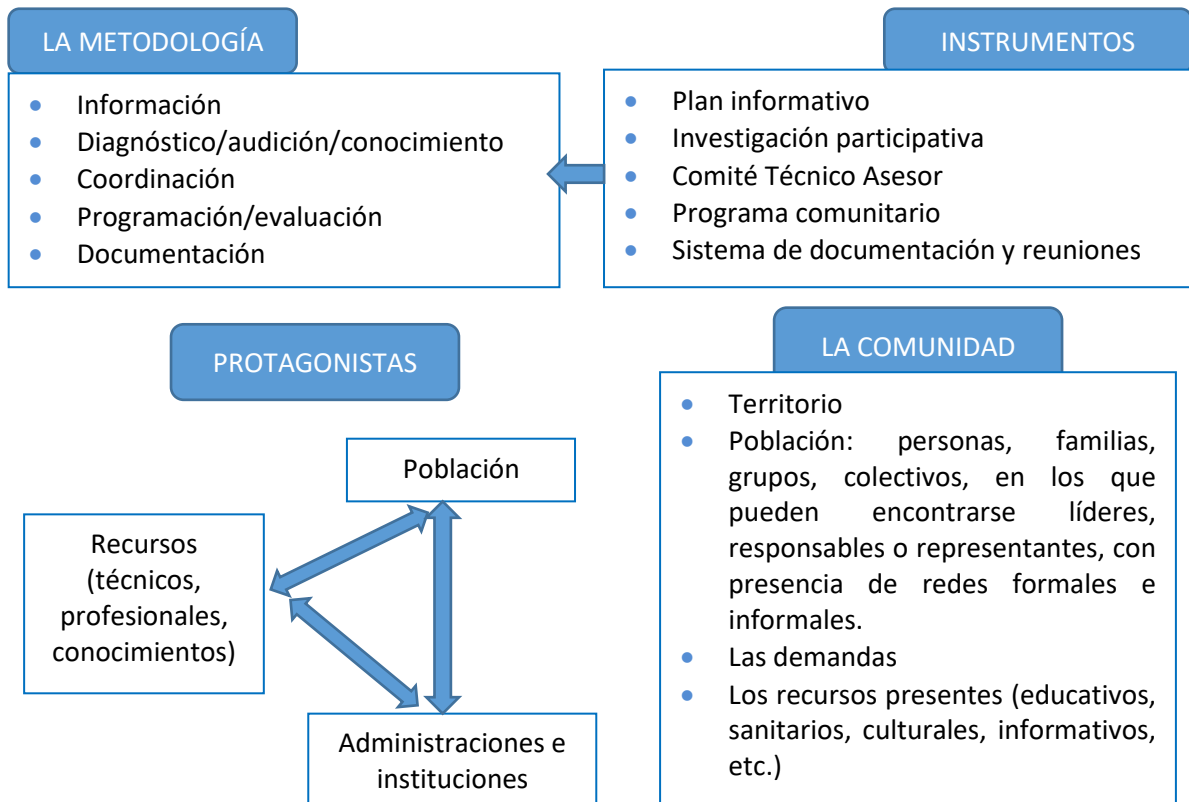 LA METODOLOGÍA
Información
Diagnóstico/audición/conocimiento
Coordinación
Programación/evaluación
Documentación
INSTRUMENTOS
Plan informativo
Investigación participativa
Comité Técnico Asesor
Programa comunitario
Sistema de documentación y reuniones
PROTAGONISTAS
Población
Recursos
(técnicos,
profesionales,
conocimientos)
Administraciones e
instituciones
LA COMUNIDAD
Territorio
Población: personas, familias,
grupos, colectivos, en los que
pueden encontrarse líderes,
responsables o representantes, con
presencia de redes formales e
informales.
Las demandas
Los recursos presentes (educativos,
sanitarios, culturales, informativos,
etc.)